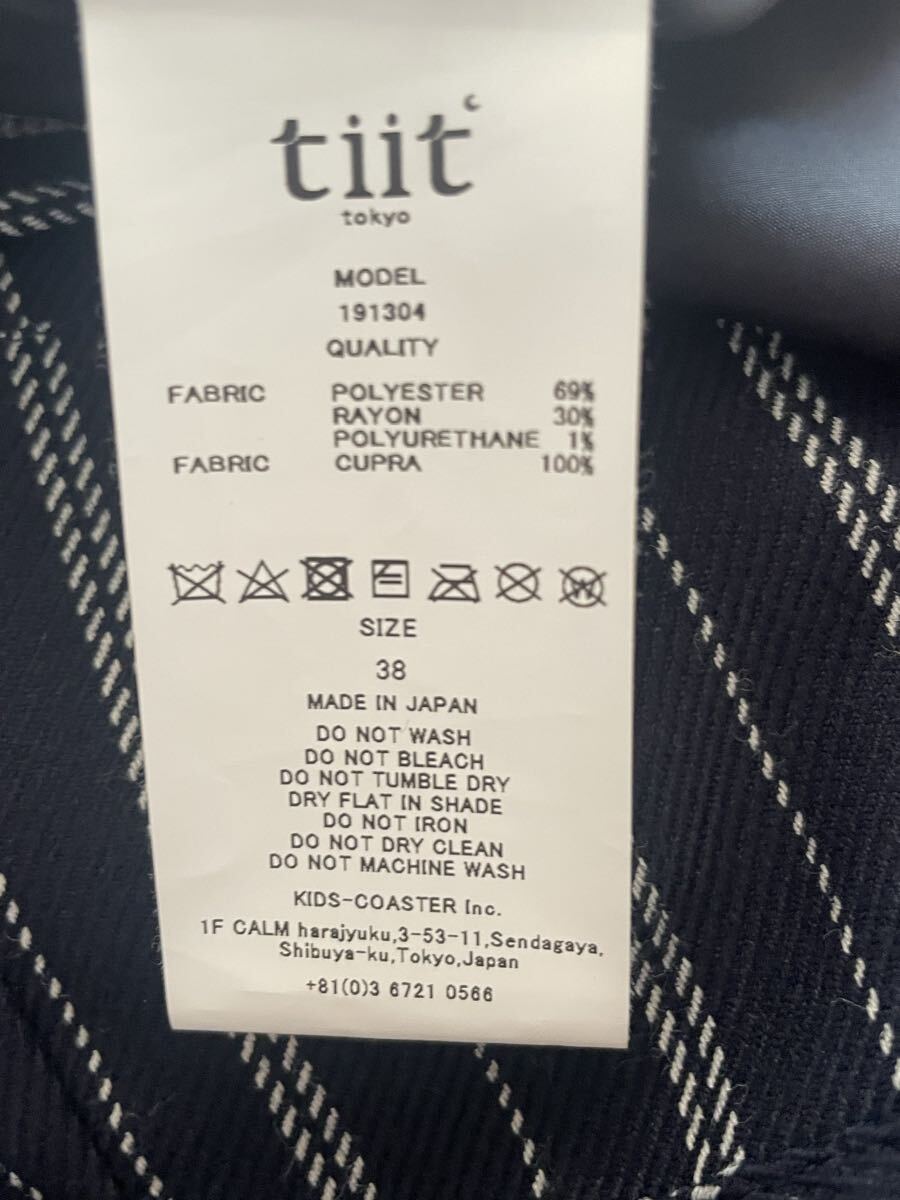 tiit
tokyo
MODEL
191304
QUALITY
FABRIC POLYESTER 69%
RAYON 30%
POLYURETHANE 1%
FABRIC CUPRA 100%
W
SIZE
38
MADE IN JAPAN
DO NOT WASH
DO NOT BLEACH
DO NOT TUMBLE DRY
DRY FLAT IN SHADE
DO NOT IRON
DO NOT DRY CLEAN
DO NOT MACHINE WASH
KIDS-COASTER Inc.
1F CALM harajyuku,3-53-11,Sendagaya,
Shibuya-ku,Tokyo,Japan
+81(0)3 6721 0566